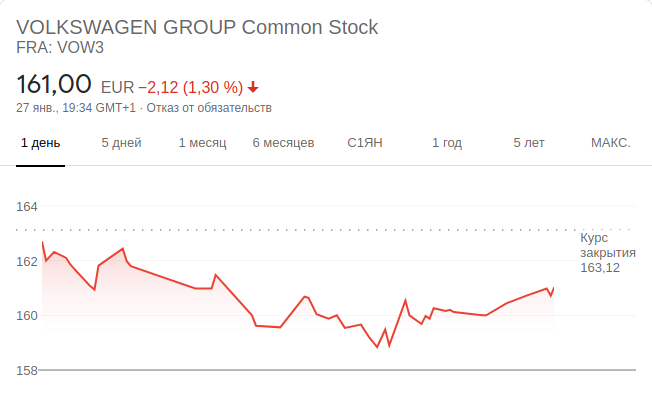 VOLKSWAGEN GROUP Common Stock
FRA: VOW3
161,00 EUR −2,12 (1,30 %)
27 янв., 19:34 GMT+1 · Отказ от обязательств
1 день 5 дней 1 месяц 6 месяцев С1ЯН 1 год 5 лет МАКС.
164
Курс
закрытия
163,12
162
160
158